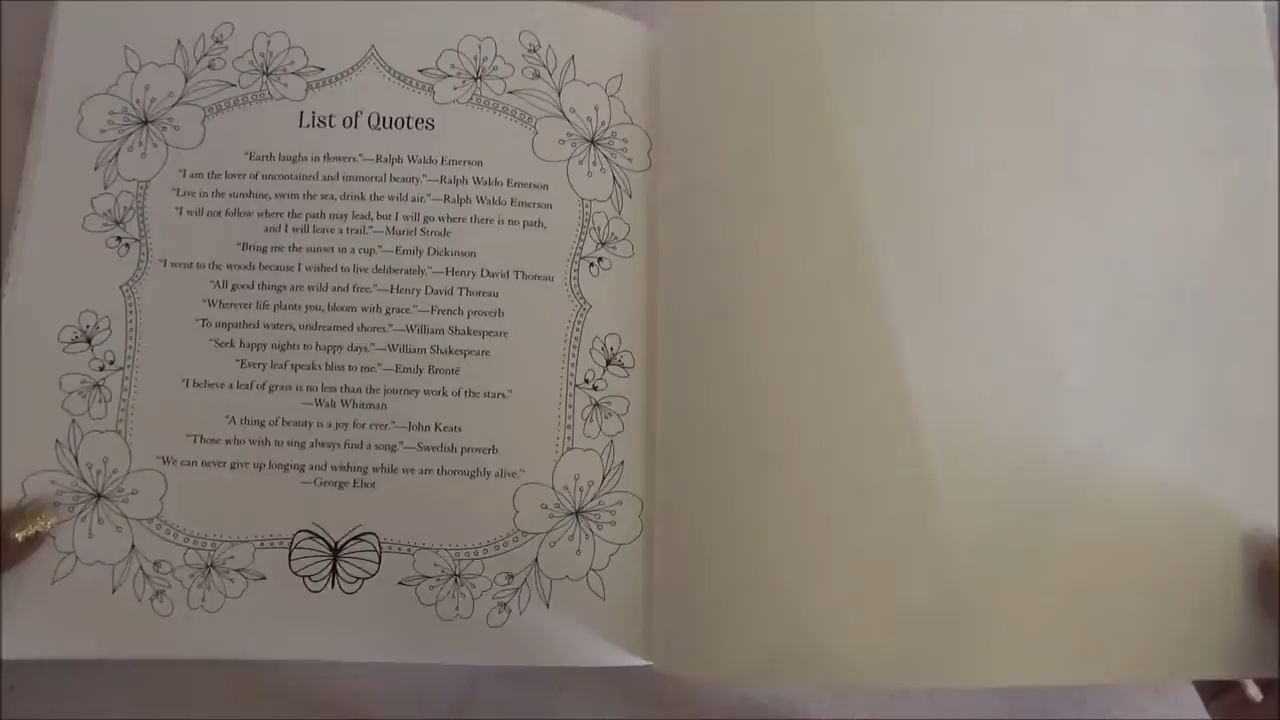 List of Quotes
"Earth laughs in flowers."—Ralph Waldo Emerson
"I am the lover of uncontained and immortal beauty."—Ralph Waldo Emerson
"Live in the sunshine, swim the sea, drink the wild air."—Ralph Waldo Emerson
"I will not follow where the path may lead, but I will go where there is no path,
and I will leave a trail."—Muriel Strode
"Bring me the sunset in a cup."—Emily Dickinson
"I went to the woods because I wished to live deliberately."—Henry David Thoreau
"All good things are wild and free."—Henry David Thoreau
"Wherever life plants you, bloom with grace."—French proverb
"To unpathed waters, undreamed shores."—William Shakespeare
"Seek happy nights to happy days."—William Shakespeare
"Every leaf speaks bliss to me."—Emily Brontë
"I believe a leaf of grass is no less than the journey work of the stars."
—Walt Whitman
"A thing of beauty is a joy for ever."—John Keats
"Those who wish to sing always find a song."—Swedish proverb
"We can never give up longing and wishing while we are thoroughly alive."
—George Eliot